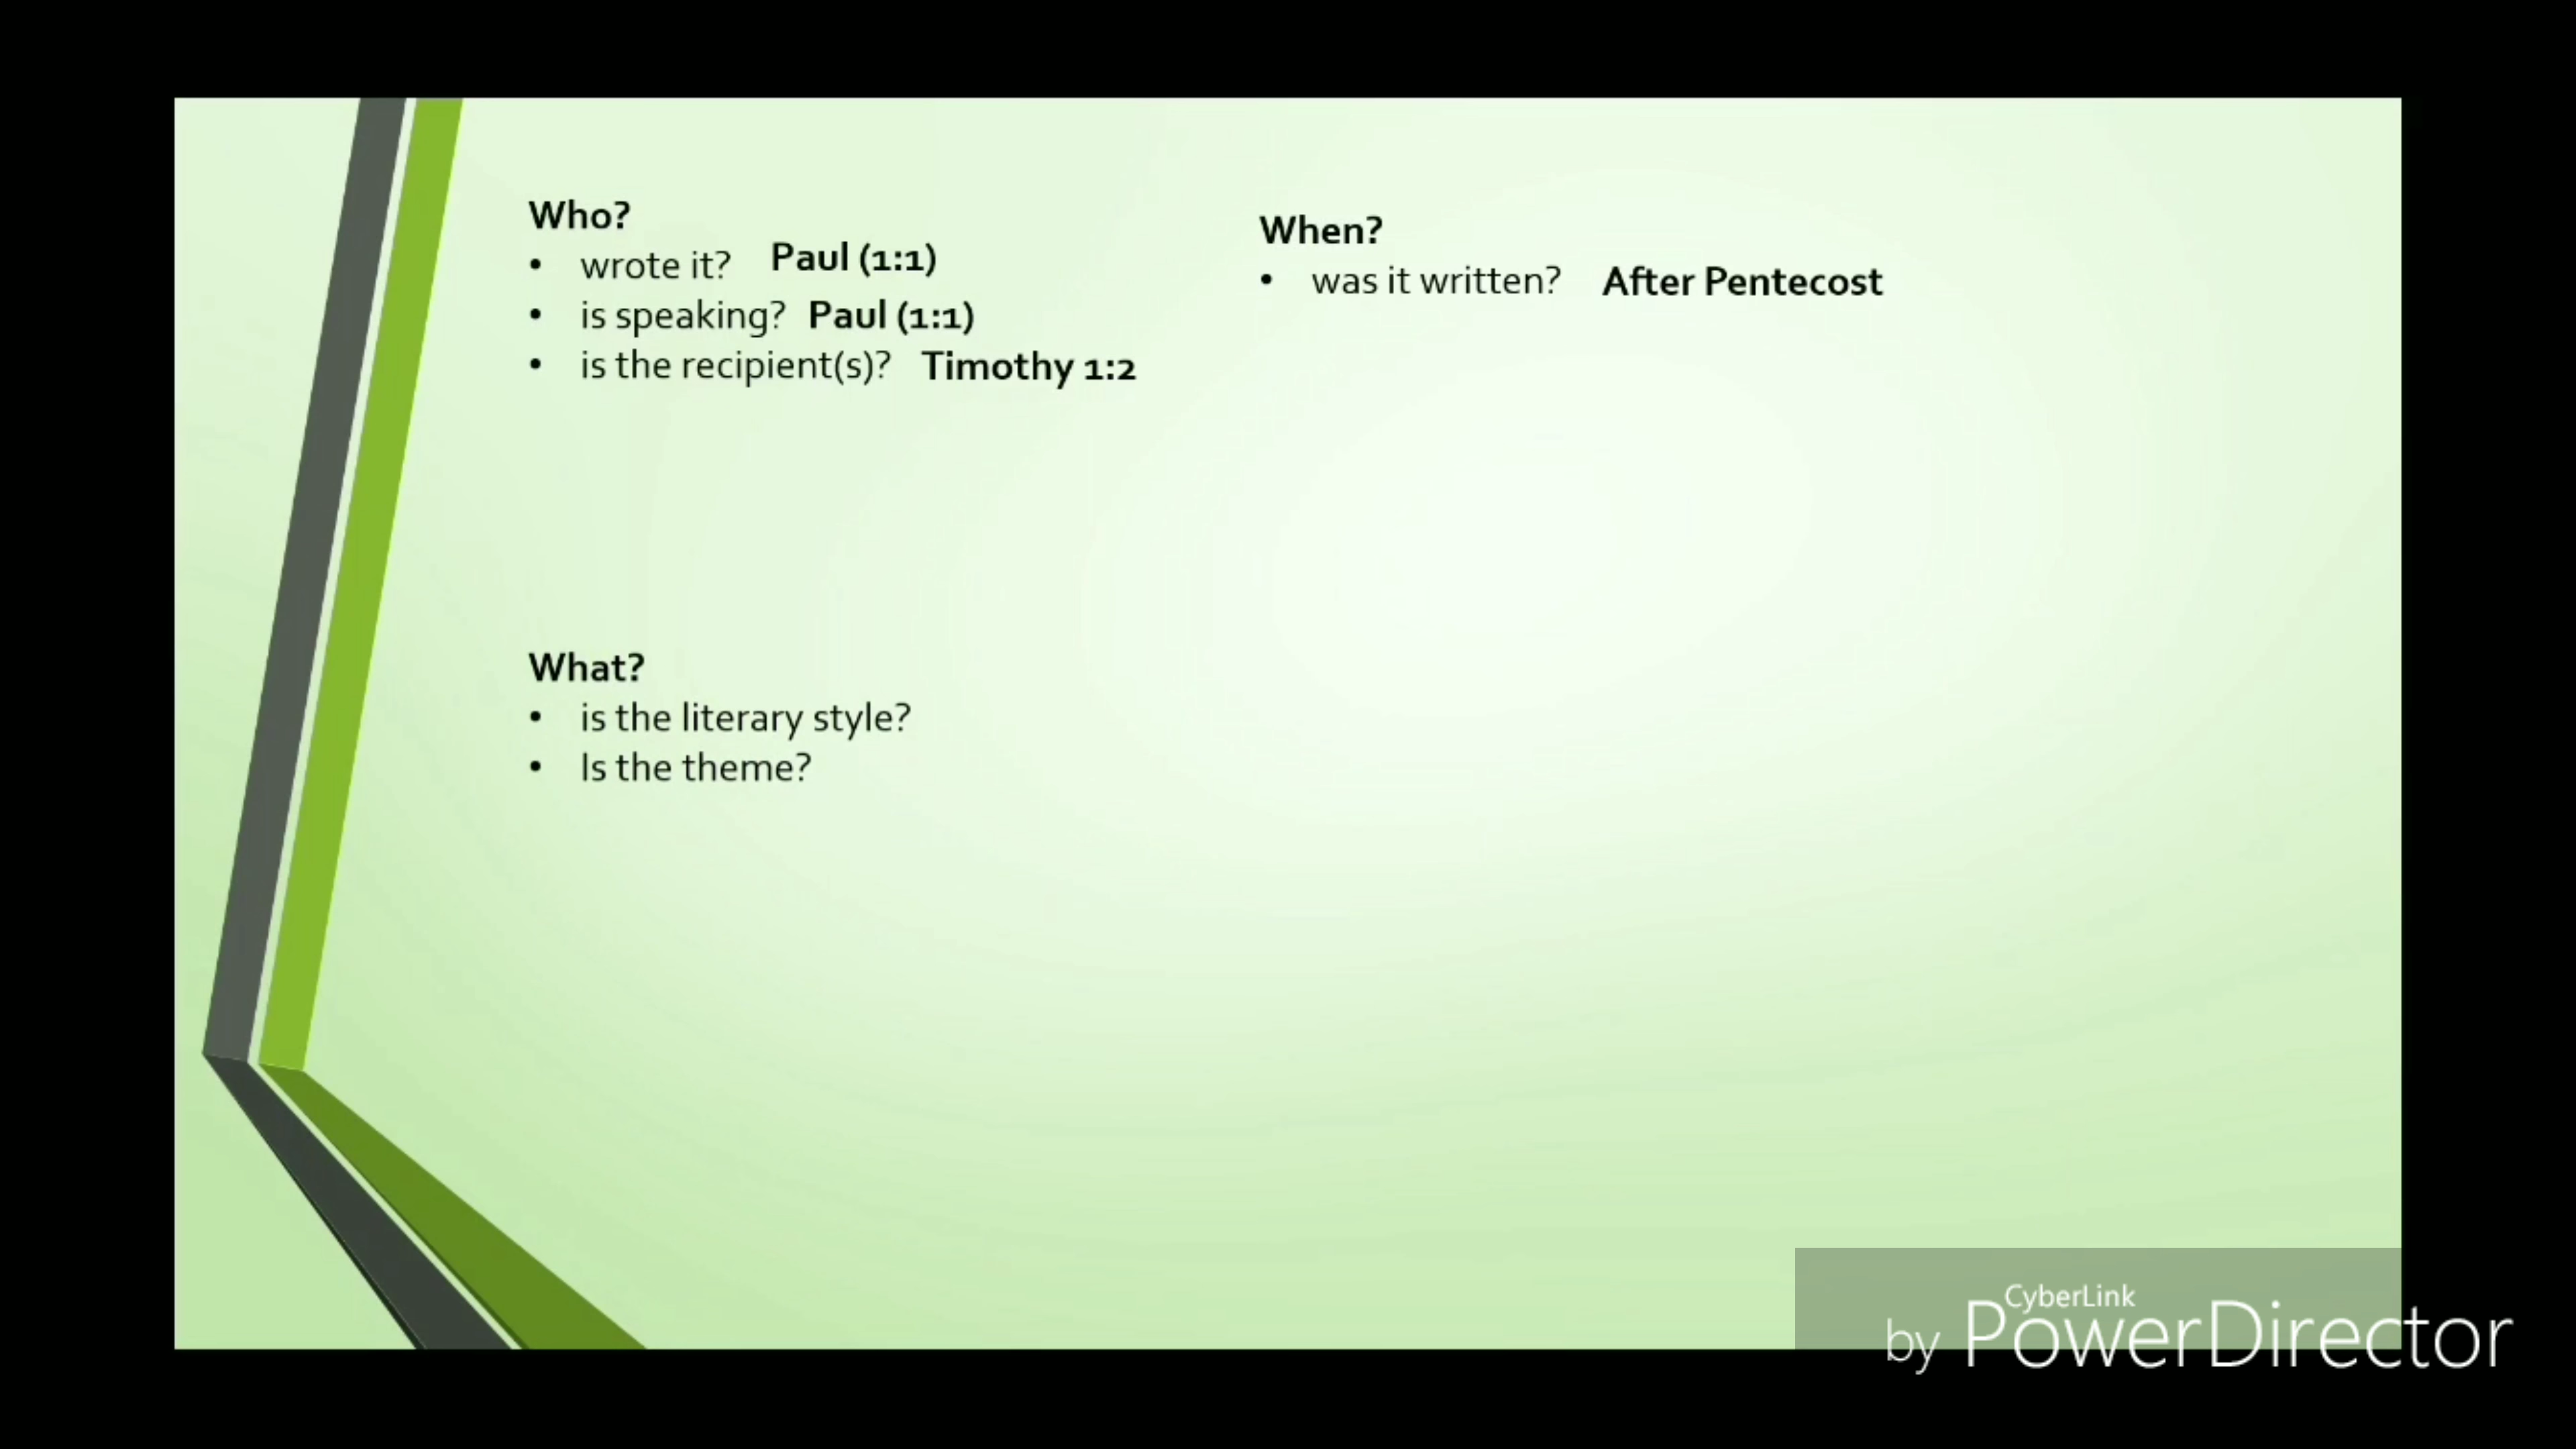 Who?
• wrote it? Paul (1:1)
• is speaking? Paul (1:1)
• is the recipient(s)? Timothy 1:2
When?
• was it written? After Pentecost
What?
• is the literary style?
• Is the theme?
CyberLink
by PowerDirector